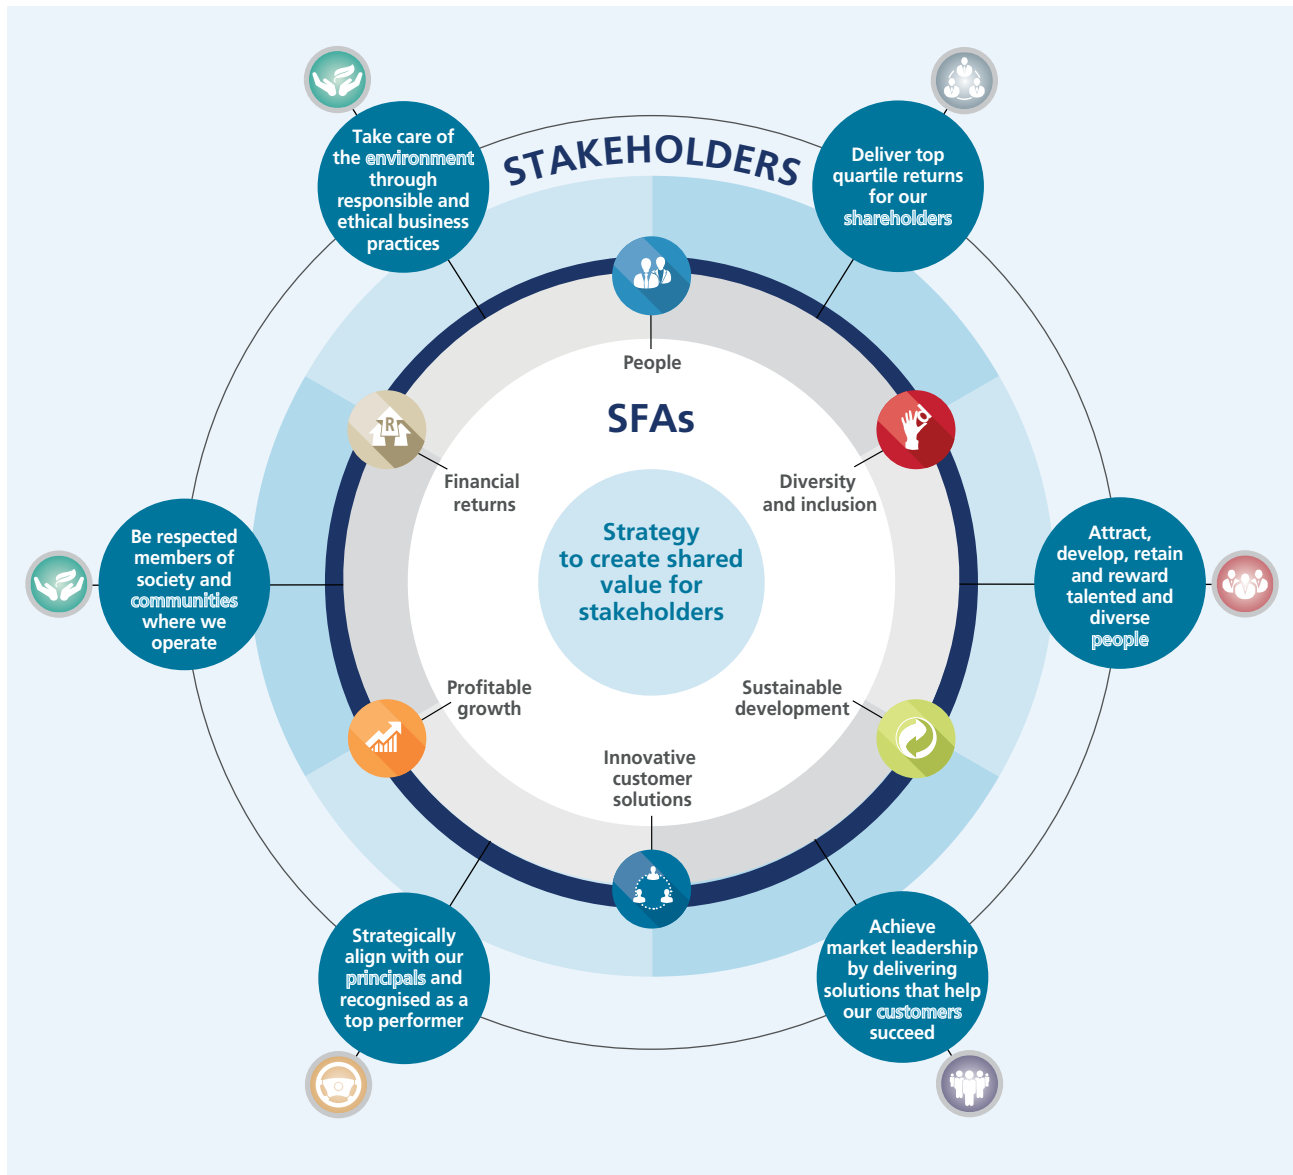 STAKEHOLDERS
Take care of
the environment
through
responsible and
ethical business
practices
Deliver top
quartile returns
for our
shareholders
People
SFAs
R
Financial
returns
Diversity
and inclusion
Strategy
to create shared
value for
stakeholders
Be respected
members of
society and
communities
where we
operate
Attract,
develop, retain
and reward
talented and
diverse
people
Profitable
growth
Sustainable
development
Innovative
customer
solutions
Strategically
align with our
principals and
recognised as a
top performer
Achieve
market leadership
by delivering
solutions that help
our customers
succeed